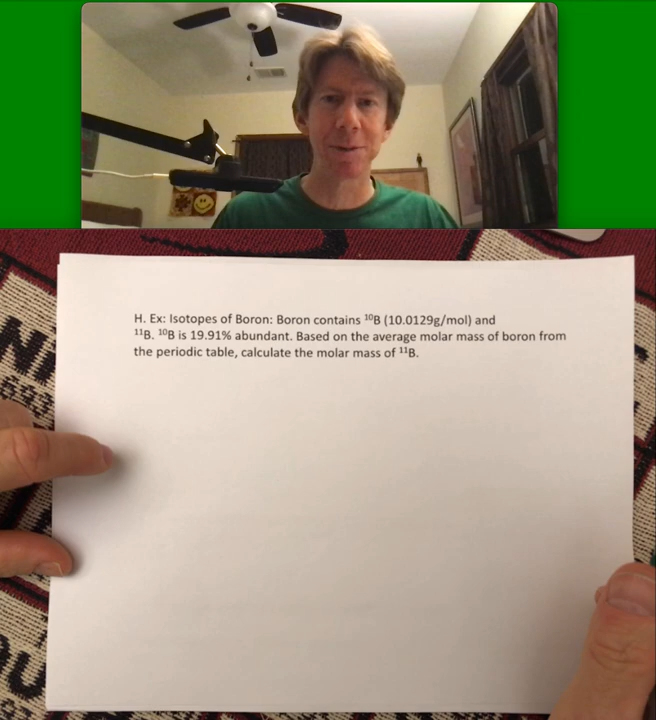 H. Ex: Isotopes of Boron: Boron contains ¹⁰B (10.0129g/mol) and
¹¹B. ¹⁰B is 19.91% abundant. Based on the average molar mass of boron from
the periodic table, calculate the molar mass of ¹¹B.